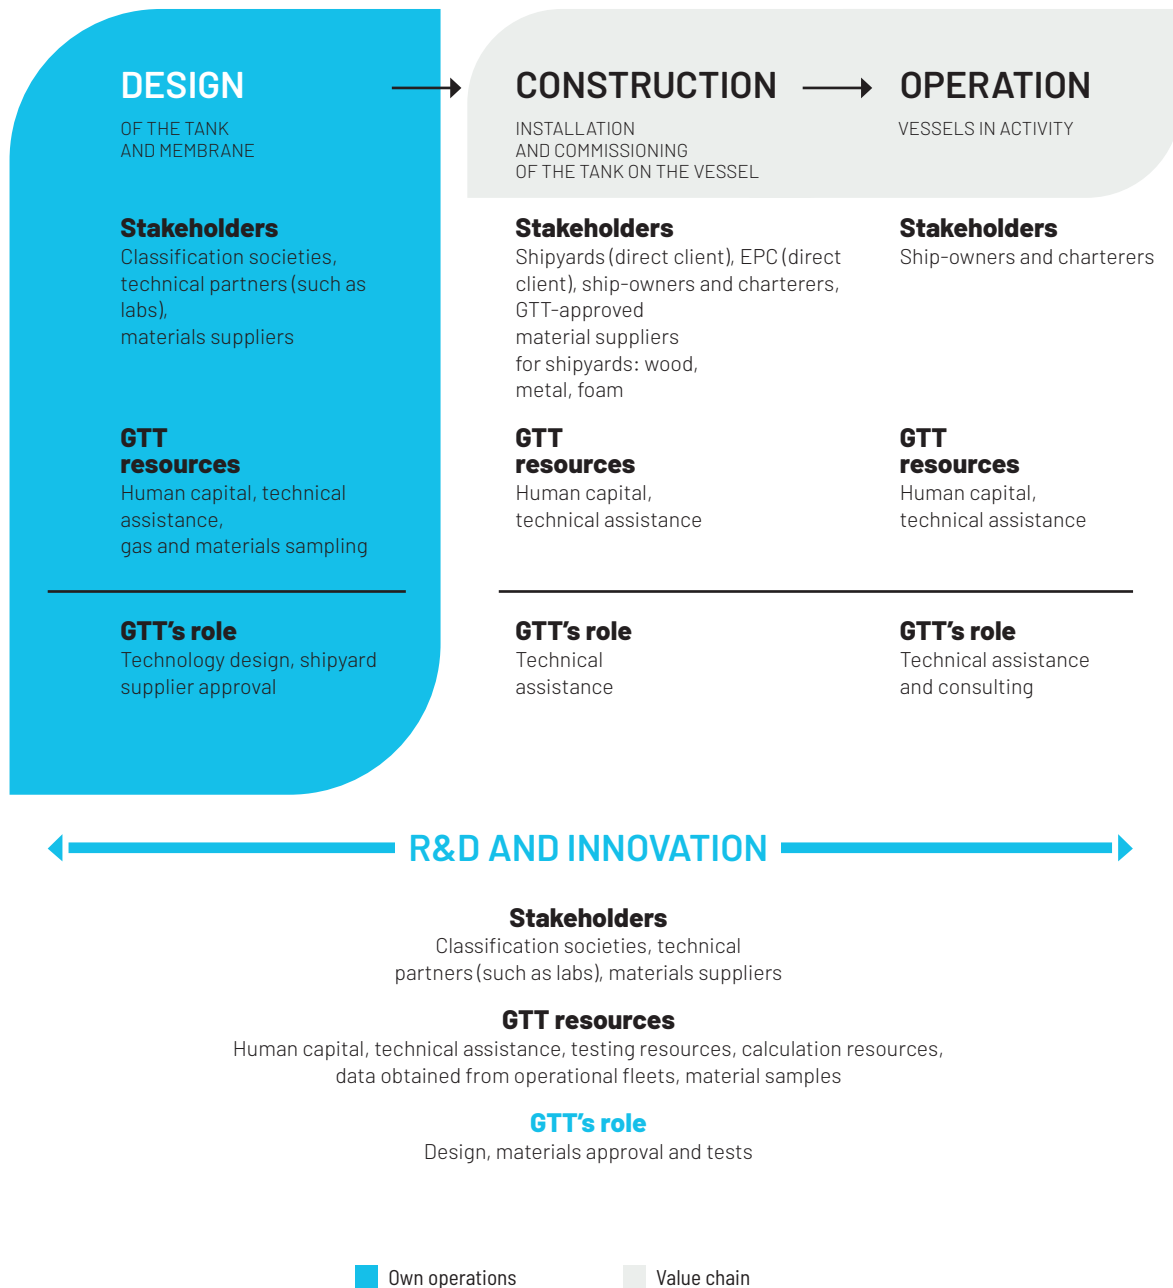 DESIGN
OF THE TANK
AND MEMBRANE
Stakeholders
Classification societies,
technical partners (such as
labs),
materials suppliers
GTT
resources
Human capital, technical
assistance,
gas and materials sampling
GTT's role
Technology design, shipyard
supplier approval
CONSTRUCTION
INSTALLATION
AND COMMISSIONING
OF THE TANK ON THE VESSEL
Stakeholders
Shipyards (direct client), EPC (direct
client), ship-owners and charterers,
GTT-approved
material suppliers
for shipyards: wood,
metal, foam
GTT
resources
Human capital,
technical assistance
GTT's role
Technical
assistance
OPERATION
VESSELS IN ACTIVITY
Stakeholders
Ship-owners and charterers
GTT
resources
Human capital,
technical assistance
GTT's role
Technical assistance
and consulting
R&D AND INNOVATION
Stakeholders
Classification societies, technical
partners (such as labs), materials suppliers
GTT resources
Human capital, technical assistance, testing resources, calculation resources,
data obtained from operational fleets, material samples
GTT's role
Design, materials approval and tests
Own operations
Value chain